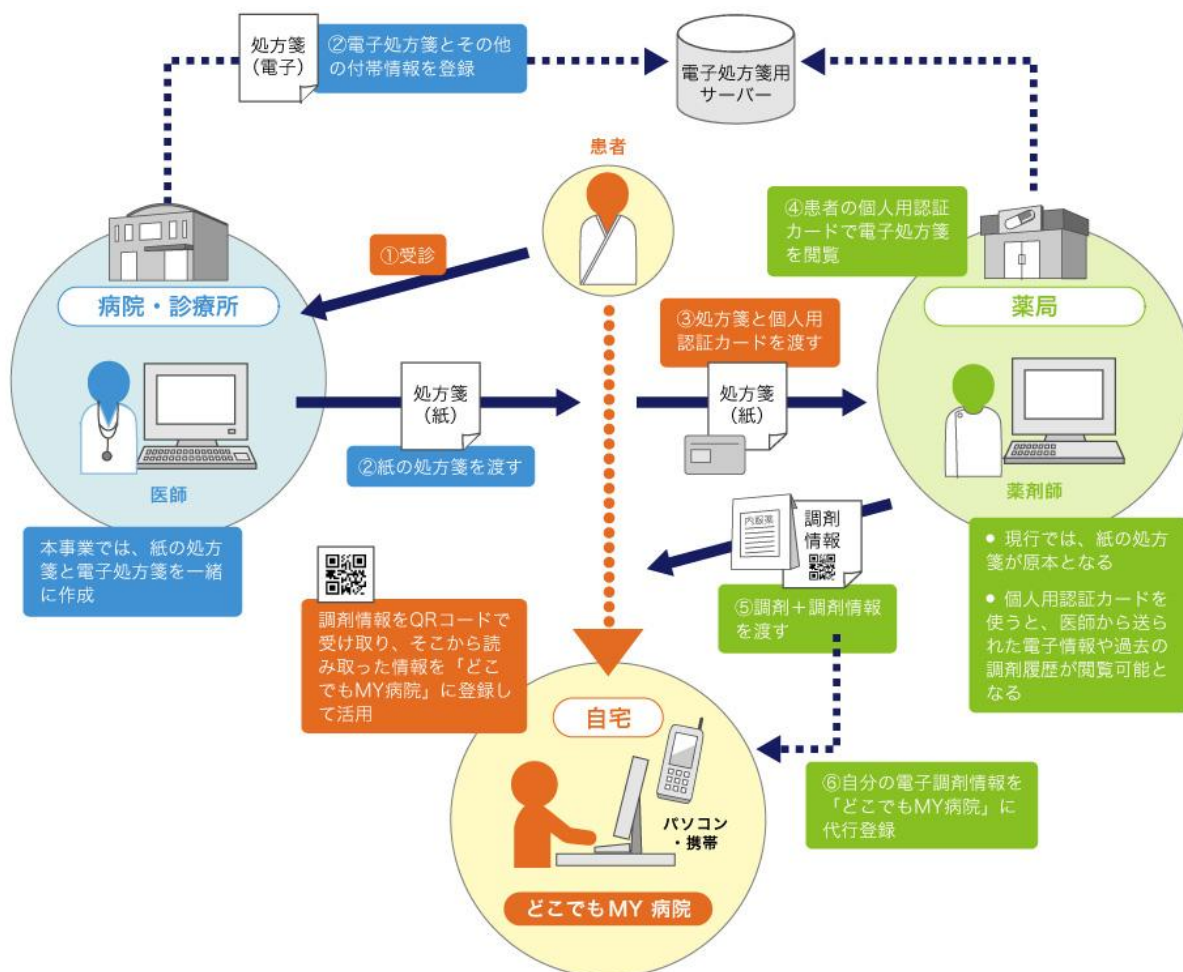 処方箋
（電子）
②電子処方箋とその他
の付帯情報を登録
電子処方箋用
サーバー
患者
①受診
④患者の個人用認証
カードで電子処方箋
を閲覧
病院・診療所
薬局
③処方箋と個人用
認証カードを渡す
処方箋
（紙）
処方箋
（紙）
②紙の処方箋を渡す
医師
薬剤師
本事業では、紙の処方
箋と電子処方箋を一緒
に作成
内服薬
調剤
情報
• 現行では、紙の処方
箋が原本となる
• 個人用認証カードを
使うと、医師から送ら
れた電子情報や過去の
調剤履歴が閲覧可能と
なる
調剤情報をQRコードで
受け取り、そこから読
み取った情報を「どこ
でもMY病院」に登録し
て活用
⑤調剤＋調剤情報
を渡す
自宅
パソコン
・携帯
⑥自分の電子調剤情報を
「どこでもMY病院」に
代行登録
どこでもMY 病院